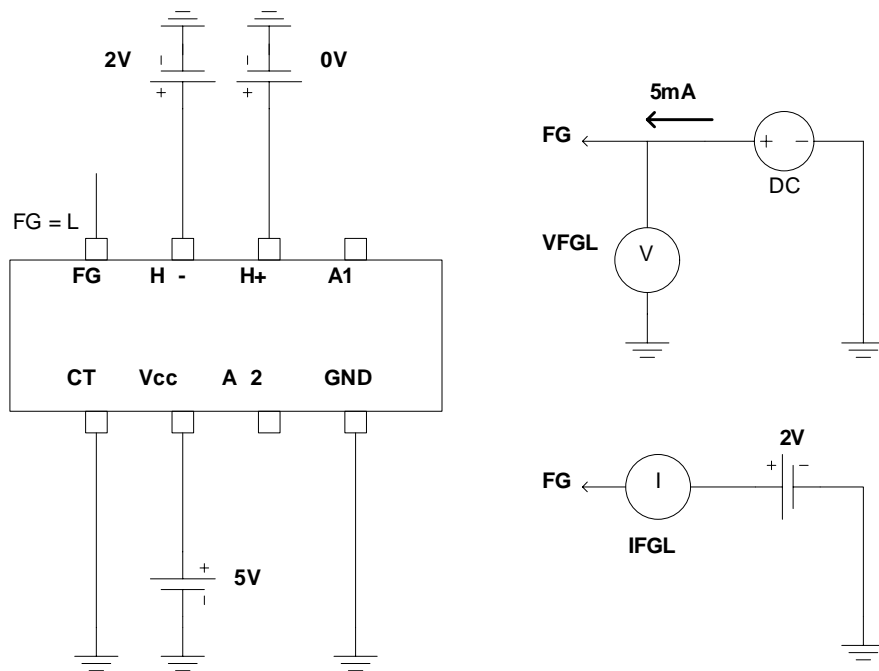 2V
0V
FG = L
FG H - H+ A1
CT Vcc A 2 GND
5V
5mA
FG
DC
VFGL
V
2V
FG
I
IFGL